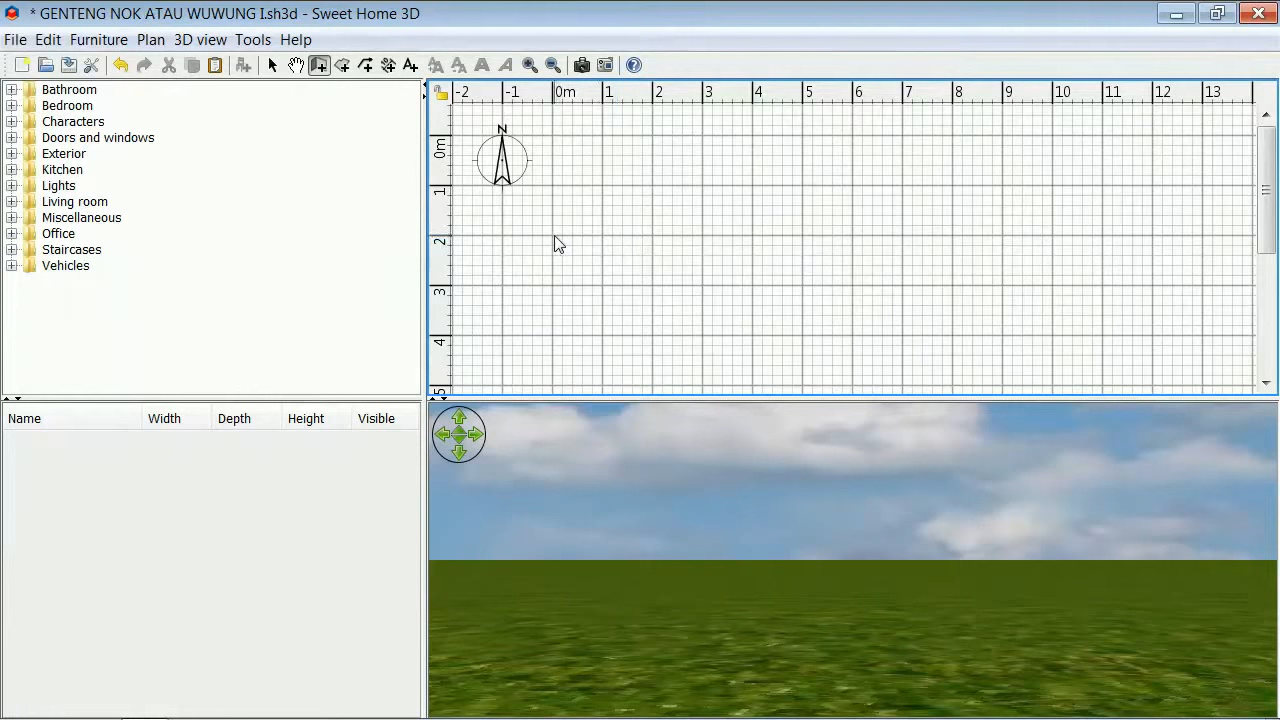 * GENTENG NOK ATAU WUWUNG I.sh3d - Sweet Home 3D
File Edit Furniture Plan 3D view Tools Help
Bathroom
Bedroom
Characters
Doors and windows
Exterior
Kitchen
Lights
Living room
Miscellaneous
Office
Staircases
Vehicles
-2 -1 0m 1 2 3 4 5 6 7 8 9 10 11 12 13
N
0m
1
2
3
4
5
Name Width Depth Height Visible